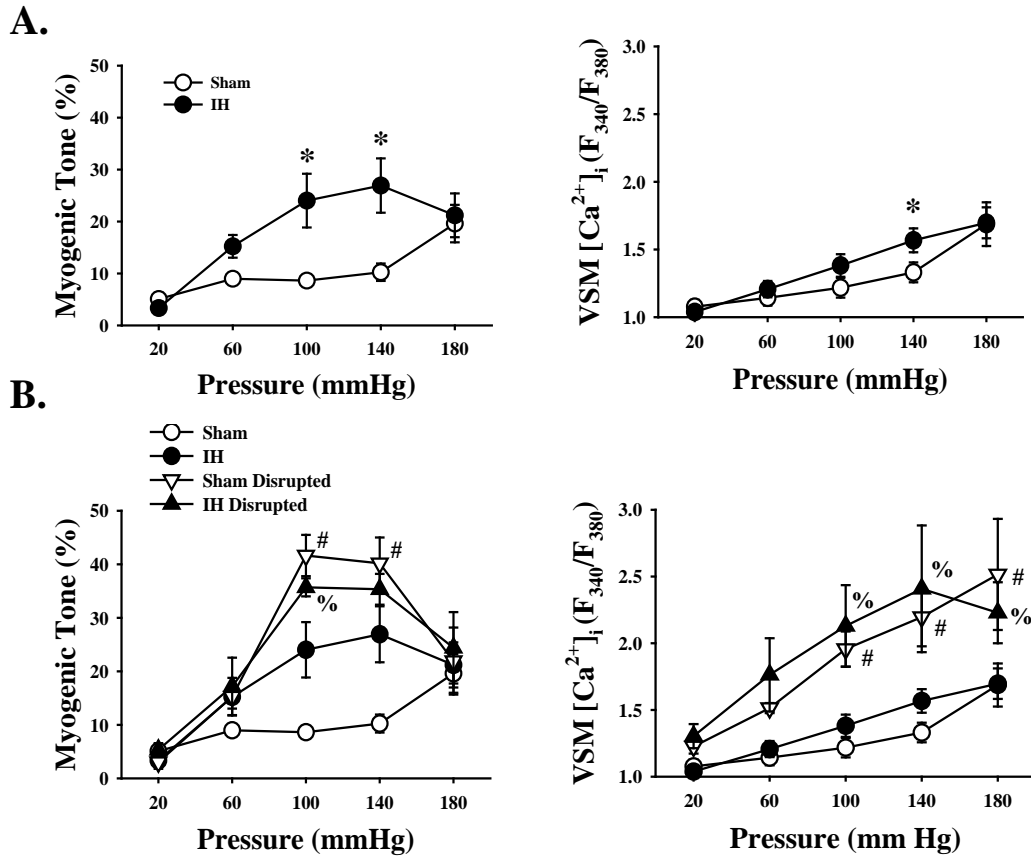 A.
Sham
IH
Myogenic Tone (%)
50
40
30
20
10
0
* *
20 60 100 140 180
Pressure (mmHg)
VSM [Ca2+]i (F340/F380)
3.0
2.5
2.0
1.5
1.0
*
20 60 100 140 180
Pressure (mmHg)
B.
Sham
IH
Sham Disrupted
IH Disrupted
Myogenic Tone (%)
50
40
30
20
10
0
# #
%
20 60 100 140 180
Pressure (mmHg)
VSM [Ca2+]i (F340/F380)
3.0
2.5
2.0
1.5
1.0
% % #
# # %
20 60 100 140 180
Pressure (mm Hg)